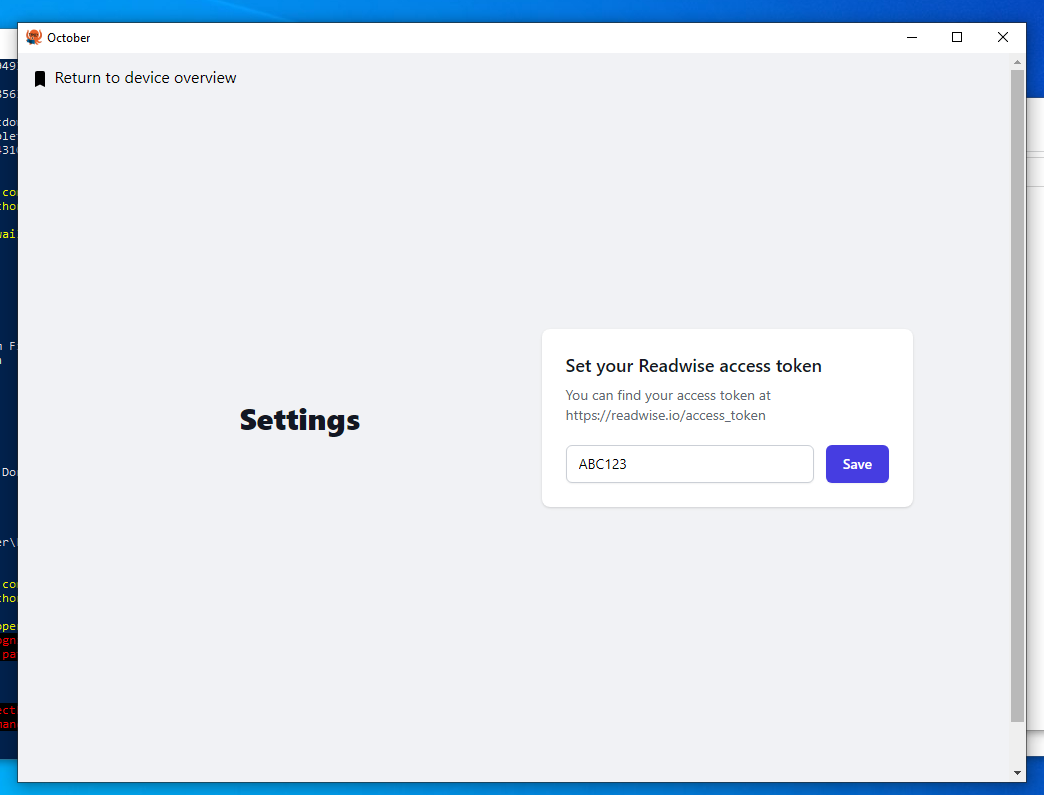 October
Return to device overview
Settings
Set your Readwise access token
You can find your access token at
https://readwise.io/access_token
ABC123
Save